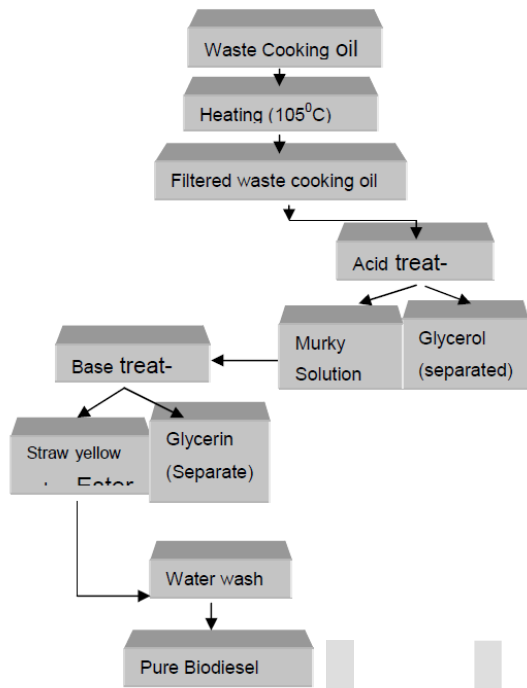 Waste Cooking oil
Heating (105⁰C)
Filtered waste cooking oil
Acid treat-
Murky
Solution
Glycerol
(separated)
Base treat-
Straw yellow
Ester
Glycerin
(Separate)
Water wash
Pure Biodiesel